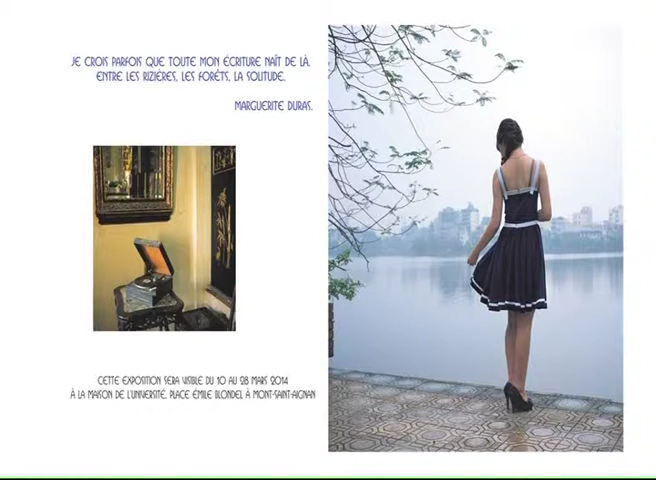 JE CROIS PARFOIS QUE TOUTE MON ÉCRITURE NAÎT DE LÀ.
ENTRE LES RIZIÈRES, LES FORÊTS, LA SOLITUDE.
MARGUERITE DURAS.
CETTE EXPOSITION SERA VISIBLE DU 10 AU 28 MARS 2014
À LA MAISON DE L'UNIVERSITÉ, PLACE ÉMILE BLONDEL À MONT-SAINT-AIGNAN